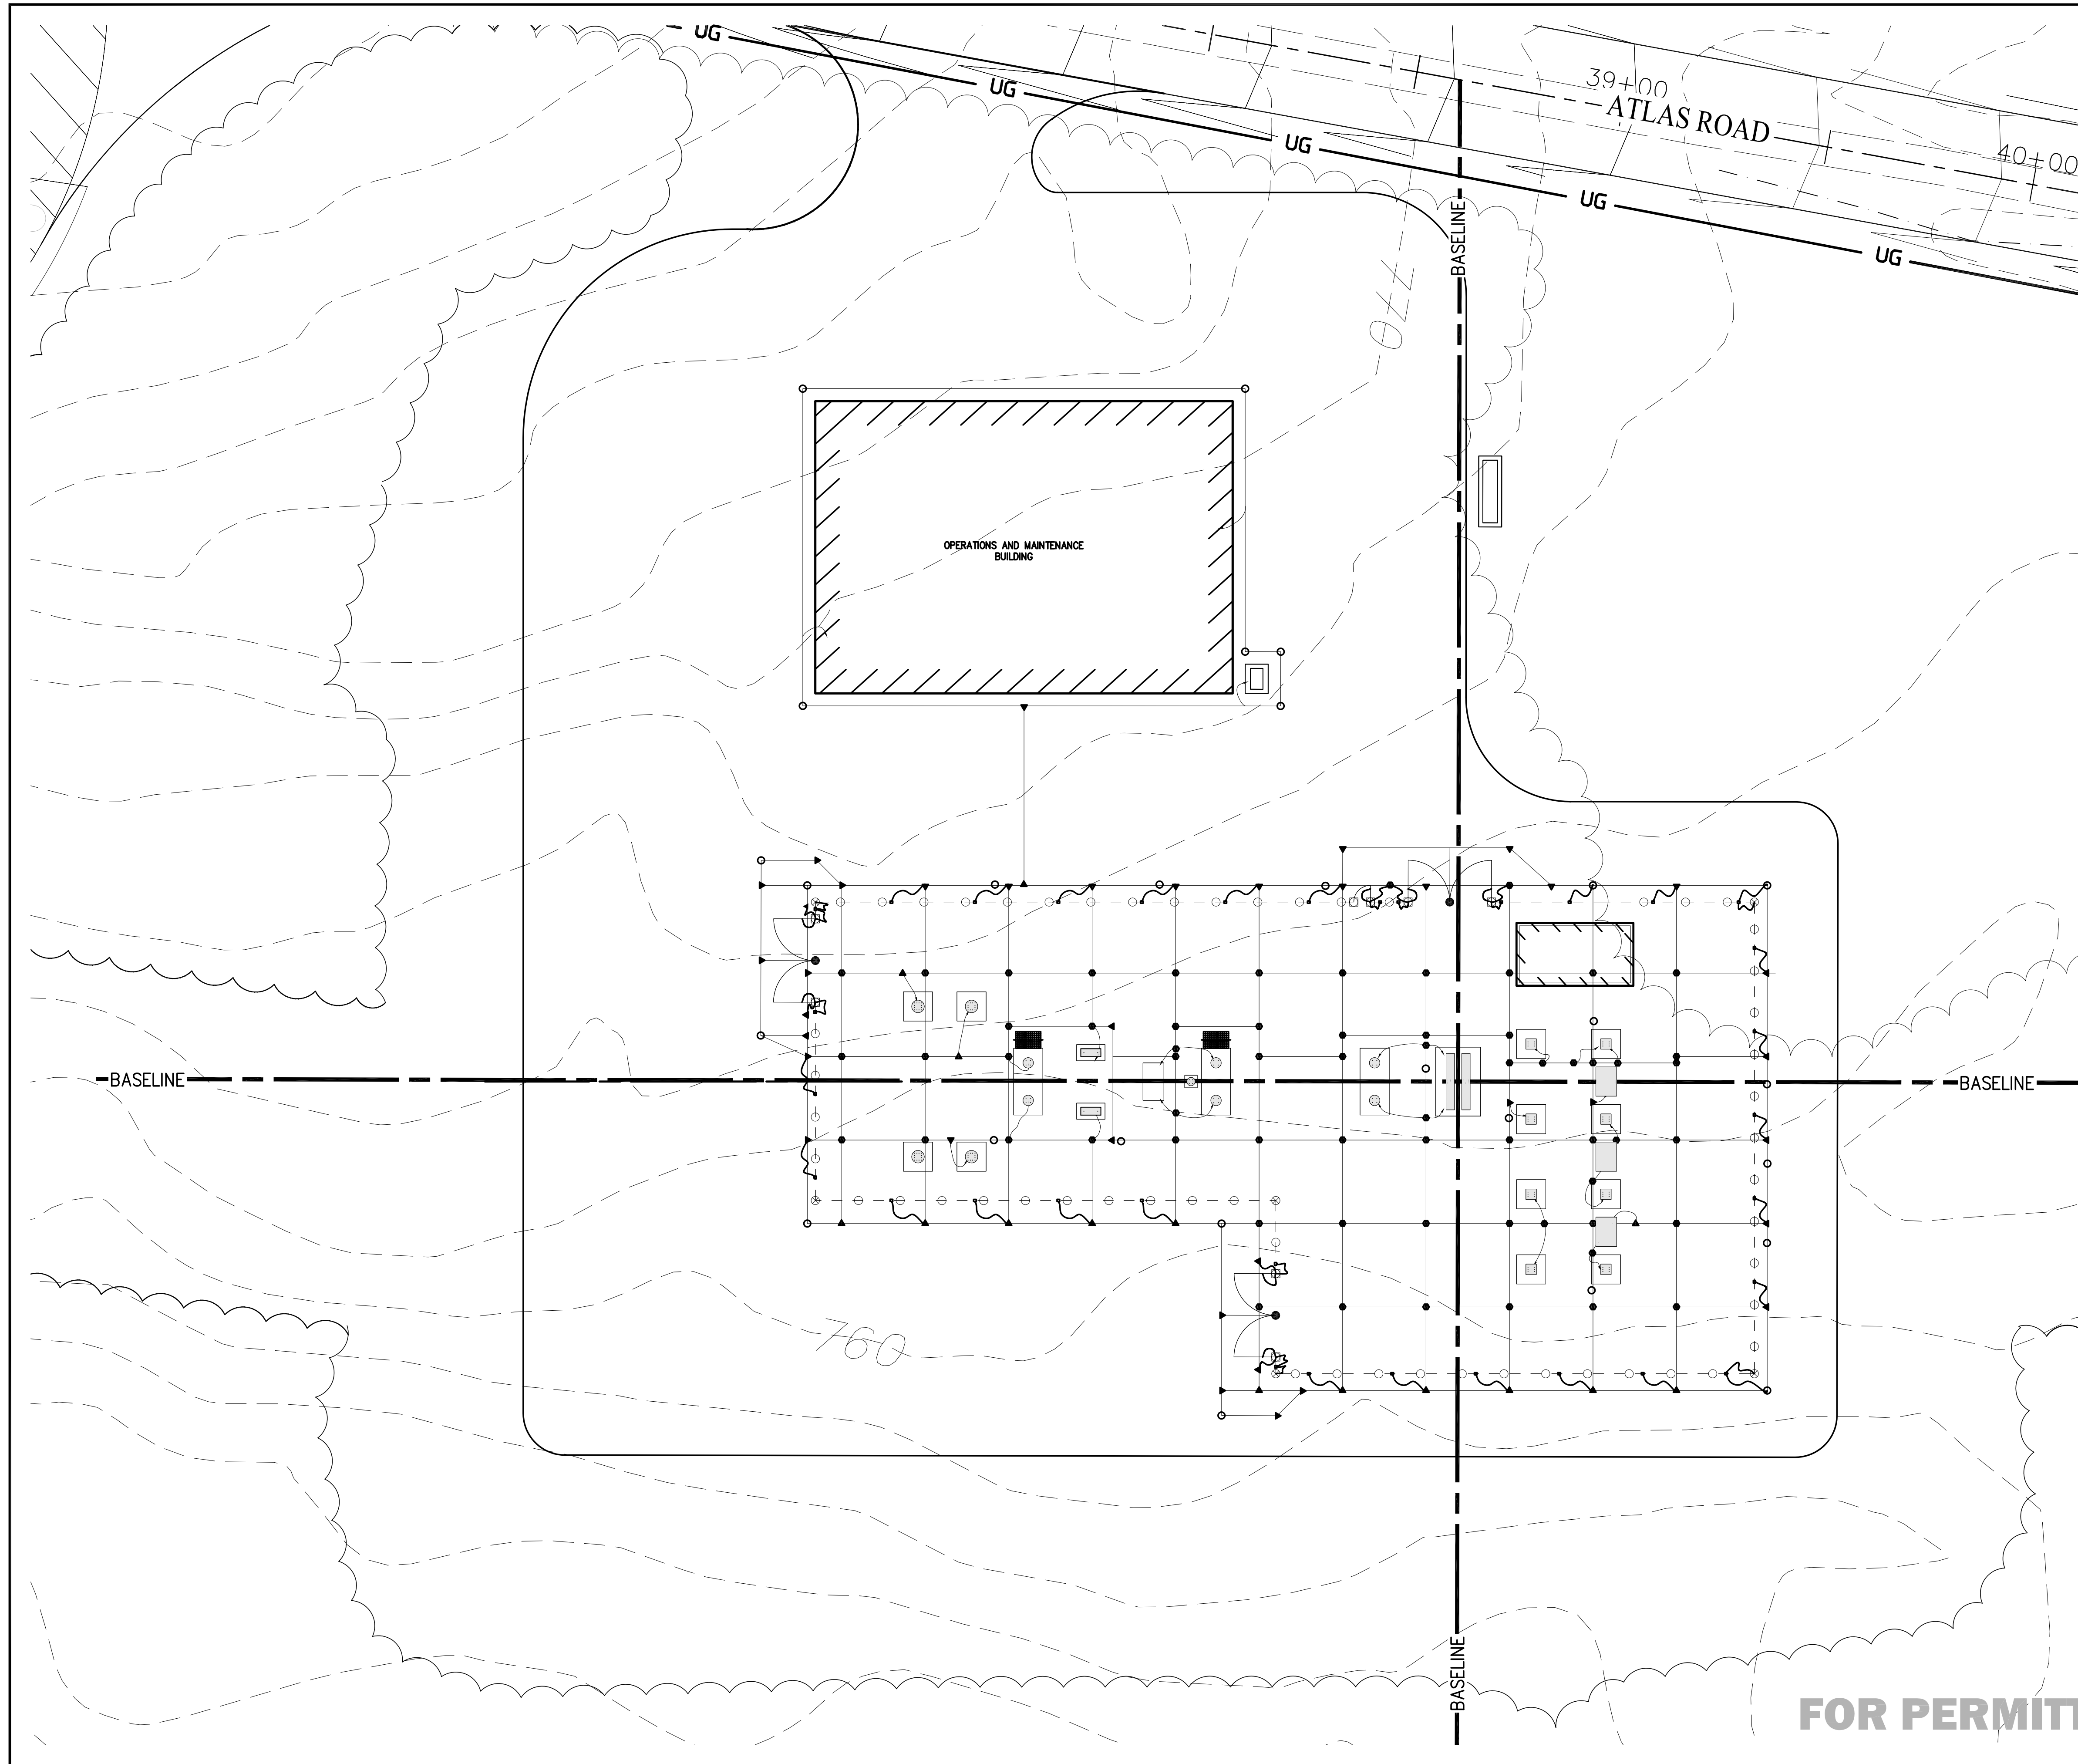 UG
UG
39+00
ATLAS ROAD
UG
40+00
UG
BASELINE
UG
770
OPERATIONS AND MAINTENANCE
BUILDING
BASELINE
BASELINE
760
BASELINE
FOR PERMITT